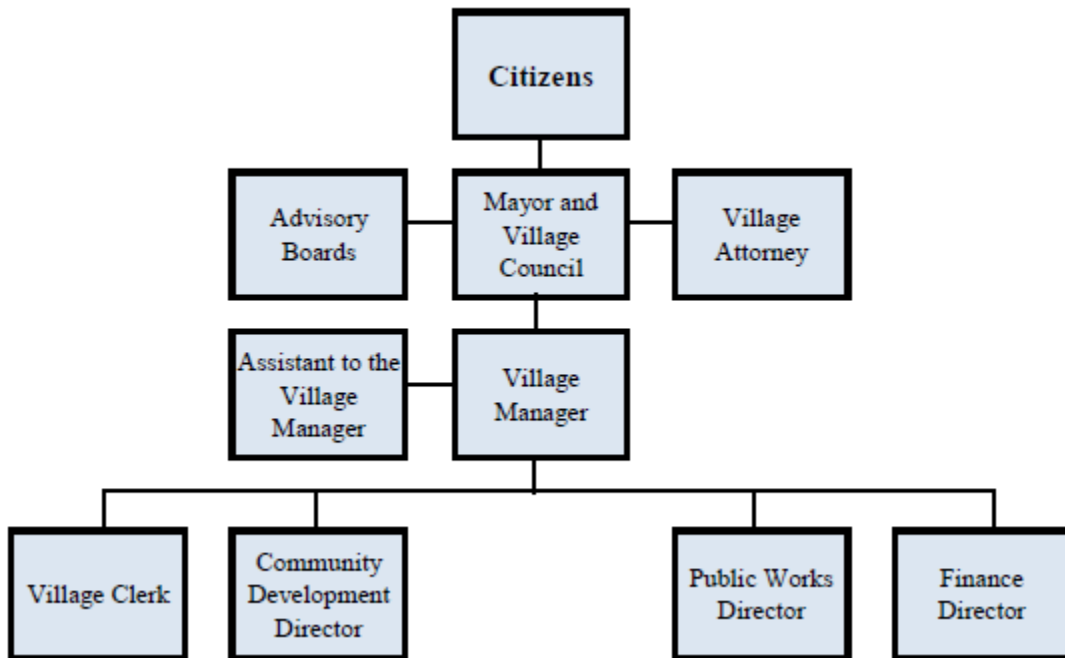 Citizens
Advisory
Boards
Mayor and
Village
Council
Village
Attorney
Assistant to the
Village
Manager
Village
Manager
Village Clerk
Community
Development
Director
Public Works
Director
Finance
Director